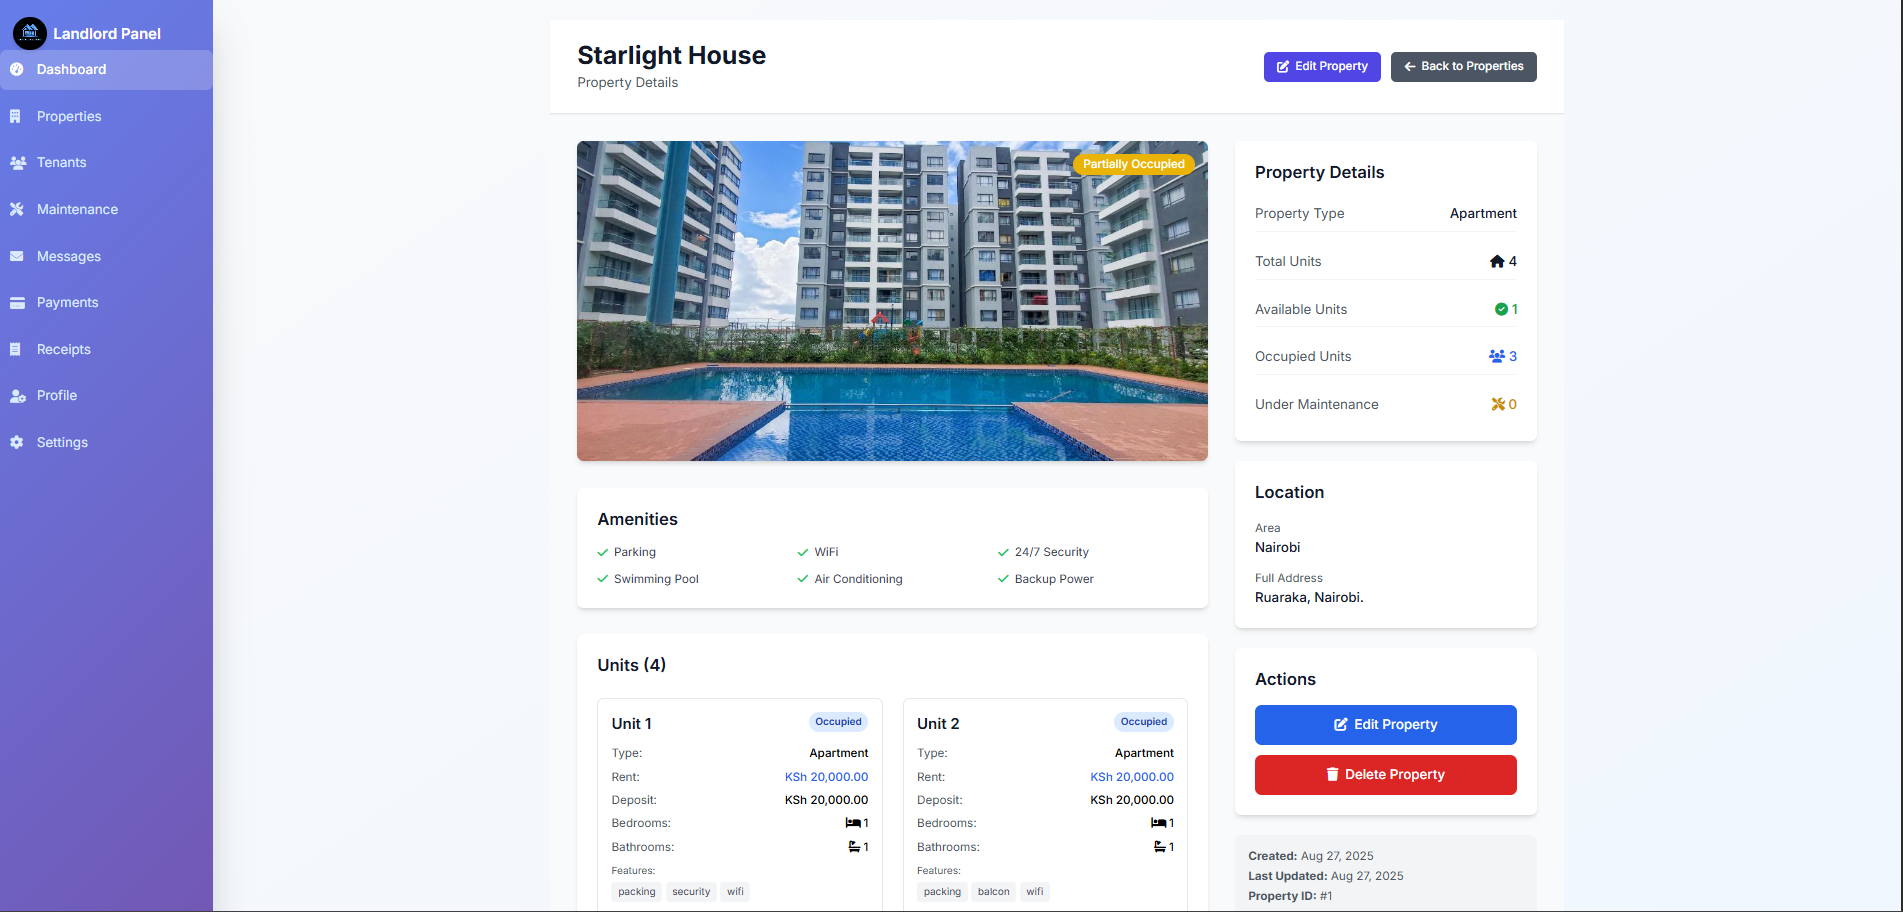 Landlord Panel
Dashboard
Properties
Tenants
Maintenance
Messages
Payments
Receipts
Profile
Settings
Starlight House
Property Details
Edit Property
Back to Properties
Partially Occupied
Amenities
Parking
WiFi
24/7 Security
Swimming Pool
Air Conditioning
Backup Power
Units (4)
Unit 1
Occupied
Type: Apartment
Rent: KSh 20,000.00
Deposit: KSh 20,000.00
Bedrooms: 1
Bathrooms: 1
Features:
packing security wifi
Unit 2
Occupied
Type: Apartment
Rent: KSh 20,000.00
Deposit: KSh 20,000.00
Bedrooms: 1
Bathrooms: 1
Features:
packing balcon wifi
Property Details
Property Type Apartment
Total Units 4
Available Units 1
Occupied Units 3
Under Maintenance 0
Location
Area
Nairobi
Full Address
Ruaraka, Nairobi.
Actions
Edit Property
Delete Property
Created: Aug 27, 2025
Last Updated: Aug 27, 2025
Property ID: #1